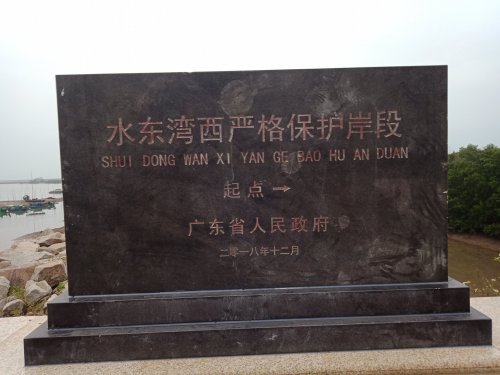 水东湾西严格保护岸段
SHUI DONG WAN XI YAN GE BAO HU AN DUAN
起点→
广东省人民政府
二零一八年十二月